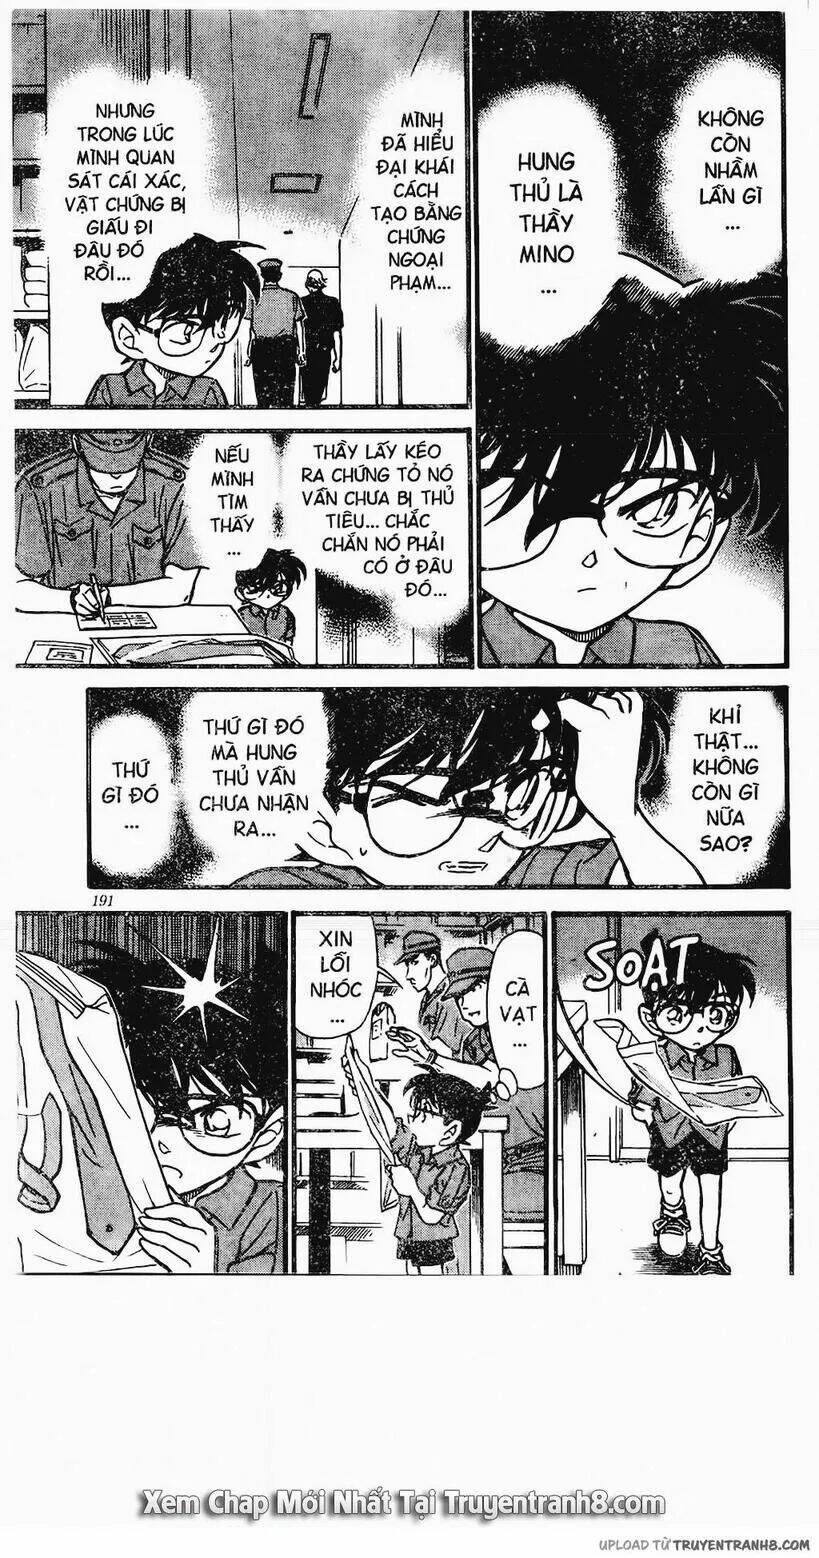 KHÔNG
CÒN
NHẦM
LẪN GÌ
...
HUNG
THỦ LÀ
THẦY
MINO
...
MÌNH
ĐÃ HIỂU
ĐẠI KHÁI
CÁCH
TẠO BẰNG
CHỨNG
NGOẠI
PHẠM...
NHƯNG
TRONG LÚC
MÌNH QUAN
SÁT CÁI XÁC,
VẬT CHỨNG BỊ
GIẤU ĐI
ĐÂU ĐÓ
RỒI...
THẦY LẤY KÉO
RA CHỨNG TỎ NÓ
VẪN CHƯA BỊ THỦ
TIÊU... CHẮC
CHẮN NÓ PHẢI
CÓ Ở ĐÂU
ĐÓ...
NẾU
MÌNH
TÌM
THẤY
...
KHỈ
THẬT...
KHÔNG
CÒN GÌ
NỮA
SAO?
THỨ GÌ ĐÓ
MÀ HUNG
THỦ VẪN
CHƯA NHẬN
RA...
THỨ
GÌ ĐÓ
...
191
SOẠT
CÀ
VẠT
...
XIN
LỖI
NHÓC
...
Xem Chap Mới Nhất Tại Truyentranh8.com
UPLOAD TỪ TRUYENTRANH8.COM